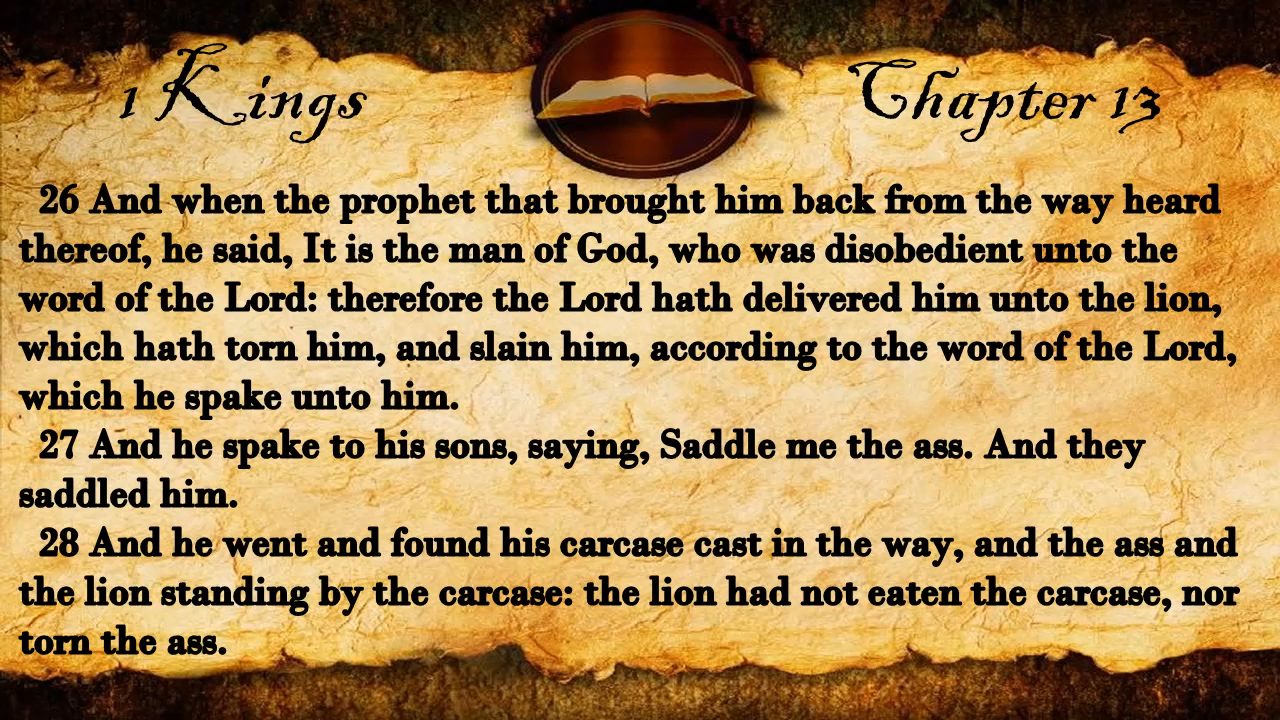 1 Kings
Chapter 13
26 And when the prophet that brought him back from the way heard
thereof, he said, It is the man of God, who was disobedient unto the
word of the Lord: therefore the Lord hath delivered him unto the lion,
which hath torn him, and slain him, according to the word of the Lord,
which he spake unto him.
27 And he spake to his sons, saying, Saddle me the ass. And they
saddled him.
28 And he went and found his carcase cast in the way, and the ass and
the lion standing by the carcase: the lion had not eaten the carcase, nor
torn the ass.